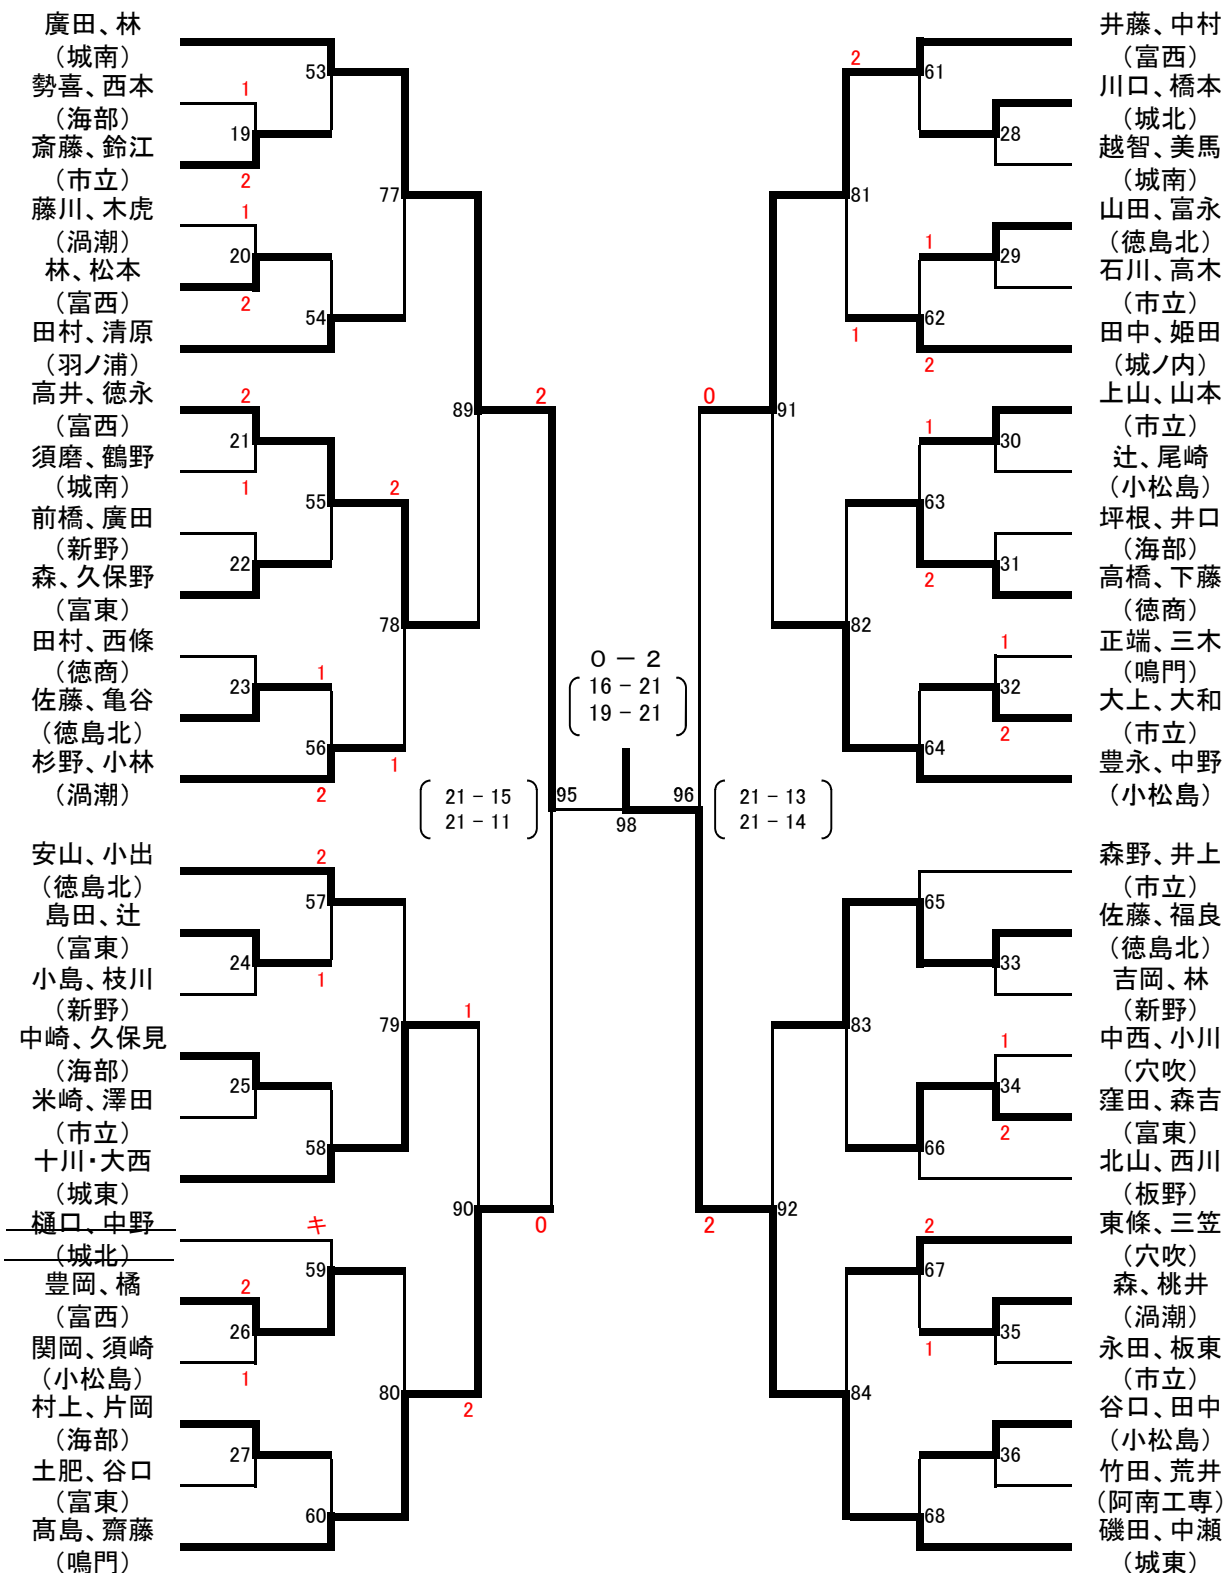 廣田、林
(城南)
53
勢喜、西本
1
(海部)
19
斎藤、鈴江
(市立)
2
77
藤川、木虎
1
(渦潮)
20
林、松本
(富西)
2
54
田村、清原
(羽ノ浦)
高井、徳永
2
89
2
(富西)
21
須磨、鶴野
(城南)
1
55
2
前橋、廣田
(新野)
22
森、久保野
(富東)
78
田村、西條
(徳商)
23
1
佐藤、亀谷
(徳島北)
56
1
杉野、小林
(渦潮)
2
21 − 15
21 − 11
95
安山、小出
2
(徳島北)
57
島田、辻
(富東)
24
1
小島、枝川
(新野)
79
1
中崎、久保見
(海部)
25
米崎、澤田
(市立)
58
十川・大西
(城東)
90
0
樋口、中野
キ
(城北)
59
豊岡、橘
2
(富西)
26
関岡、須崎
(小松島)
1
80
2
村上、片岡
(海部)
27
土肥、谷口
(富東)
60
髙島、齋藤
(鳴門)
0 − 2
16 − 21
19 − 21
98
井藤、中村
2
61
(富西)
川口、橋本
(城北)
28
越智、美馬
(城南)
81
山田、富永
1
(徳島北)
29
石川、高木
(市立)
1
62
田中、姫田
2
(城ノ内)
0
91
上山、山本
1
(市立)
30
辻、尾崎
(小松島)
63
坪根、井口
(海部)
31
高橋、下藤
2
(徳商)
82
正端、三木
1
(鳴門)
32
大上、大和
2
(市立)
64
豊永、中野
(小松島)
96
21 − 13
21 − 14
森野、井上
(市立)
65
佐藤、福良
(徳島北)
33
吉岡、林
(新野)
83
中西、小川
1
(穴吹)
34
窪田、森吉
2
(富東)
66
北山、西川
(板野)
2
92
東條、三笠
2
(穴吹)
67
森、桃井
(渦潮)
1
35
永田、板東
(市立)
84
谷口、田中
(小松島)
36
竹田、荒井
(阿南工専)
68
磯田、中瀬
(城東)